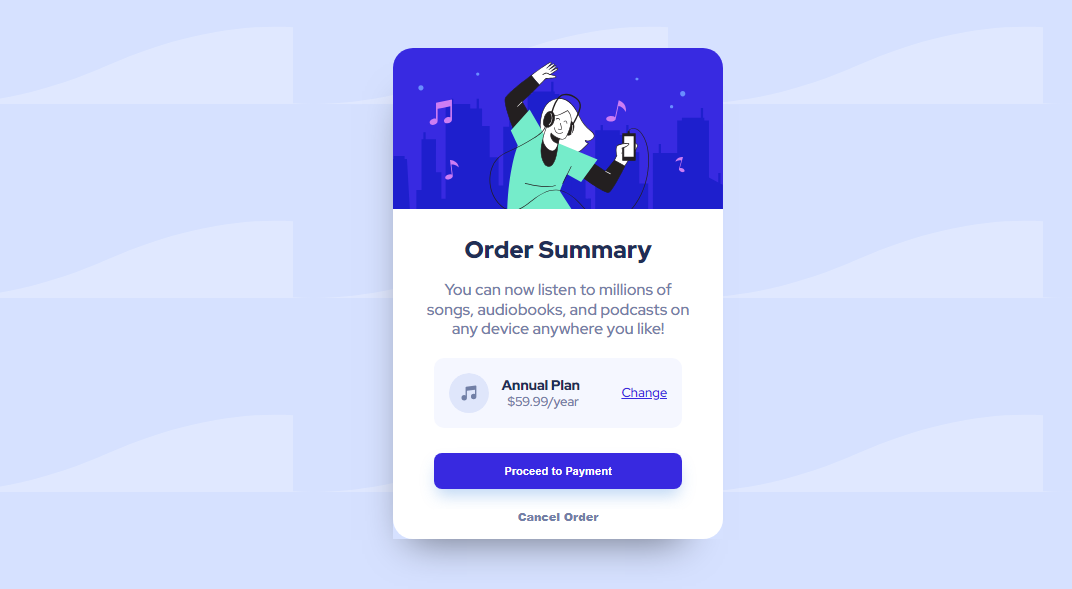 Order Summary
You can now listen to millions of
songs, audiobooks, and podcasts on
any device anywhere you like!
Annual Plan
$59.99/year
Change
Proceed to Payment
Cancel Order